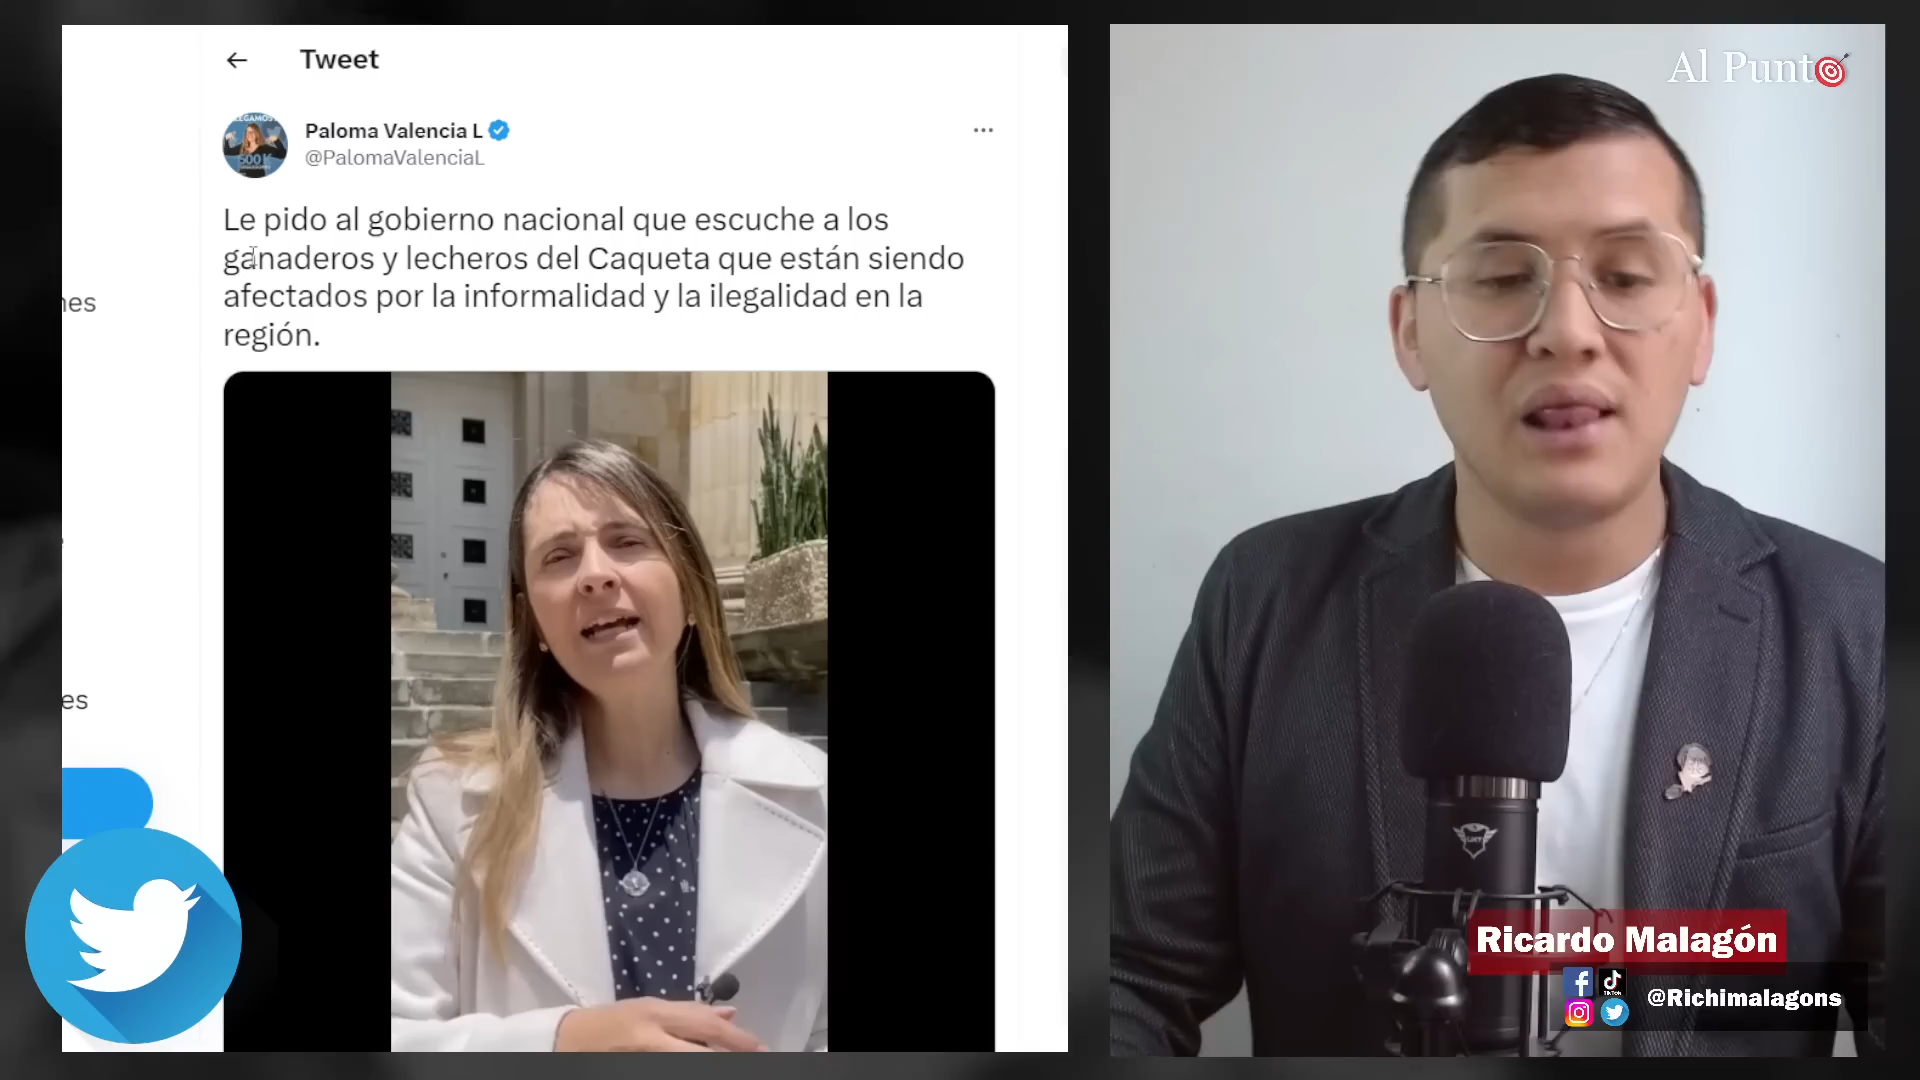 Tweet
Paloma Valencia L
@PalomaValenciaL
Le pido al gobierno nacional que escuche a los
ganaderos y lecheros del Caqueta que están siendo
afectados por la informalidad y la ilegalidad en la
región.
nes
es
500K
Al Punto
Ricardo Malagón
@Richimalagons